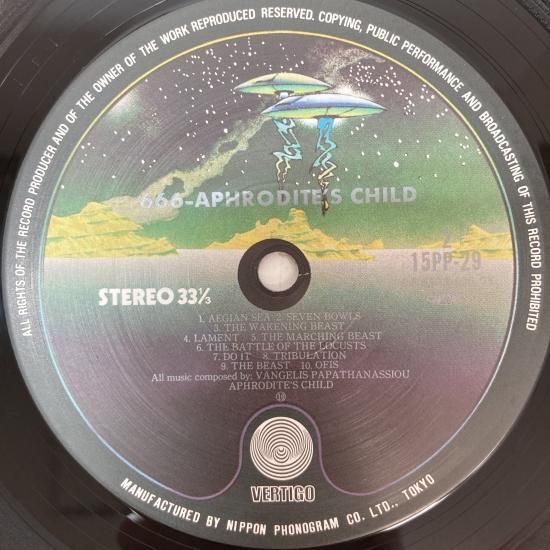 ALL RIGHTS OF THE RECORD PRODUCER AND OF THE OWNER OF THE WORK REPRODUCED RESERVED. COPYING, PUBLIC PERFORMANCE AND BROADCASTING OF THIS RECORD PROHIBITED
666-APHRODITE'S CHILD
2
15PP-29
STEREO 33⅓
1. AEGIAN SEA 2. SEVEN BOWLS
3. THE WAKENING BEAST
4. LAMENT 5. THE MARCHING BEAST
6. THE BATTLE OF THE LOCUSTS
7. DO IT 8. TRIBULATION
9. THE BEAST 10. OFIS
All music composed by: VANGELIS PAPATHANASSIOU
APHRODITE'S CHILD
VERTIGO
MANUFACTURED BY NIPPON PHONOGRAM CO. LTD., TOKYO